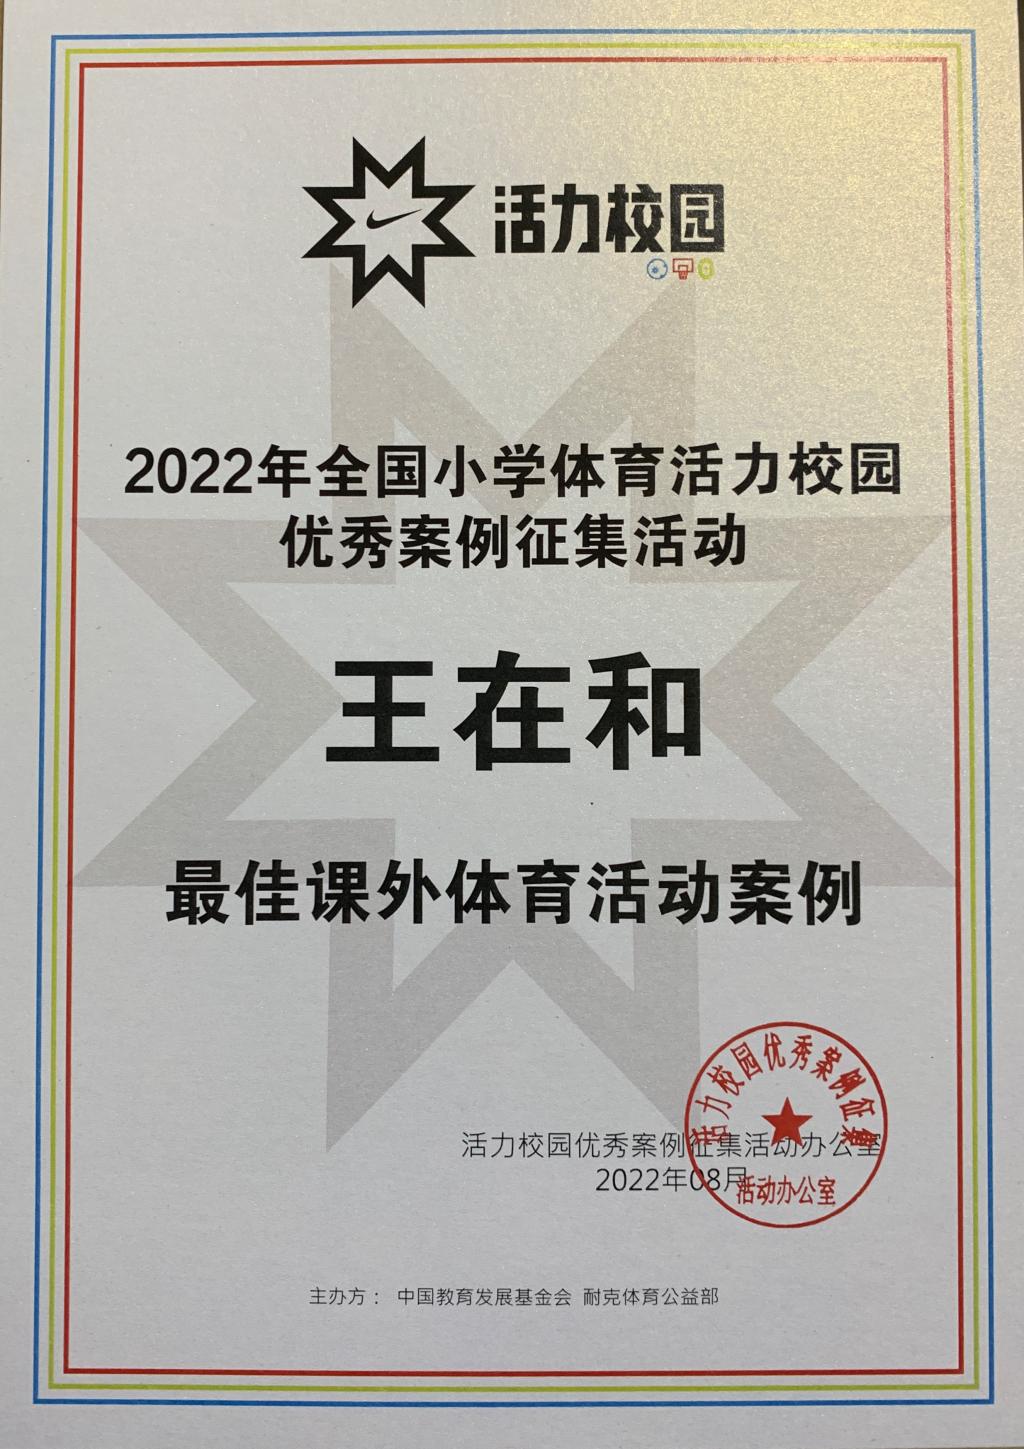 活力校园
2022年全国小学体育活力校园
优秀案例征集活动
王在和
最佳课外体育活动案例
活力校园优秀案例征集
活力校园优秀案例征集活动办公室
2022年08月
活动办公室
主办方： 中国教育发展基金会 耐克体育公益部